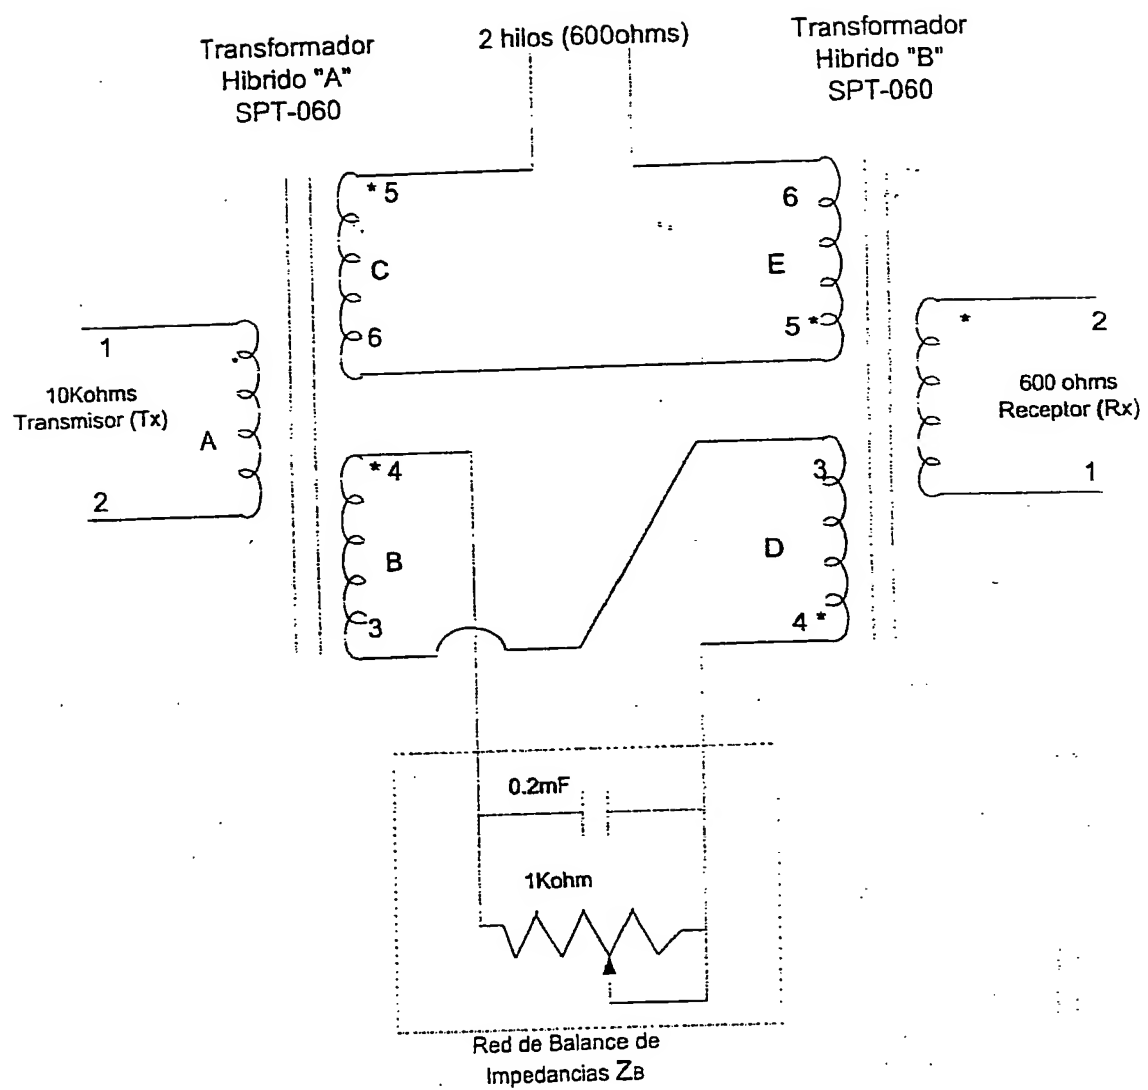 Transformador
Hibrido "A"
SPT-060
2 hilos (600ohms)
Transformador
Hibrido "B"
SPT-060
* 5
C
6
6
E
5 *
1
10Kohms
Transmisor (Tx)
A
2
* 2
600 ohms
Receptor (Rx)
1
* 4
B
3
3
D
4 *
0.2mF
1Kohm
Red de Balance de
Impedancias ZB